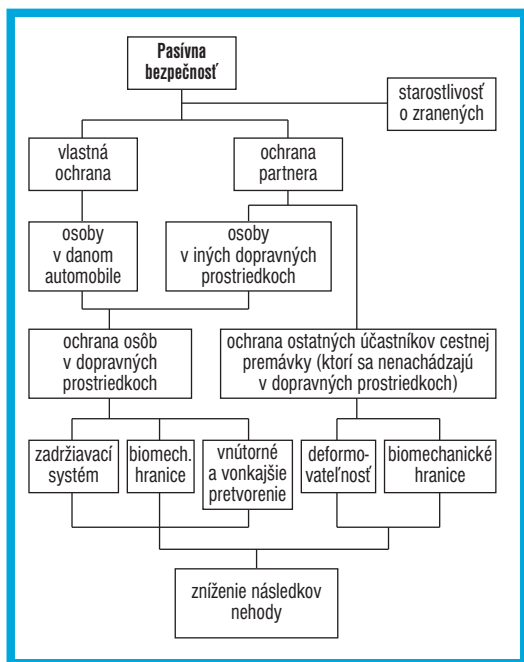 Pasívna
bezpečnosť
starostlivosť
o zranených
vlastná
ochrana
ochrana
partnera
osoby
v danom
automobile
osoby
v iných dopravných
prostriedkoch
ochrana osôb
v dopravných
prostriedkoch
ochrana ostatných účastníkov cestnej
premávky (ktorí sa nenachádzajú
v dopravných prostriedkoch)
zadržiavací
systém
biomech.
hranice
vnútorné
a vonkajšie
pretvorenie
deformo-
vateľnosť
biomechanické
hranice
zníženie následkov
nehody